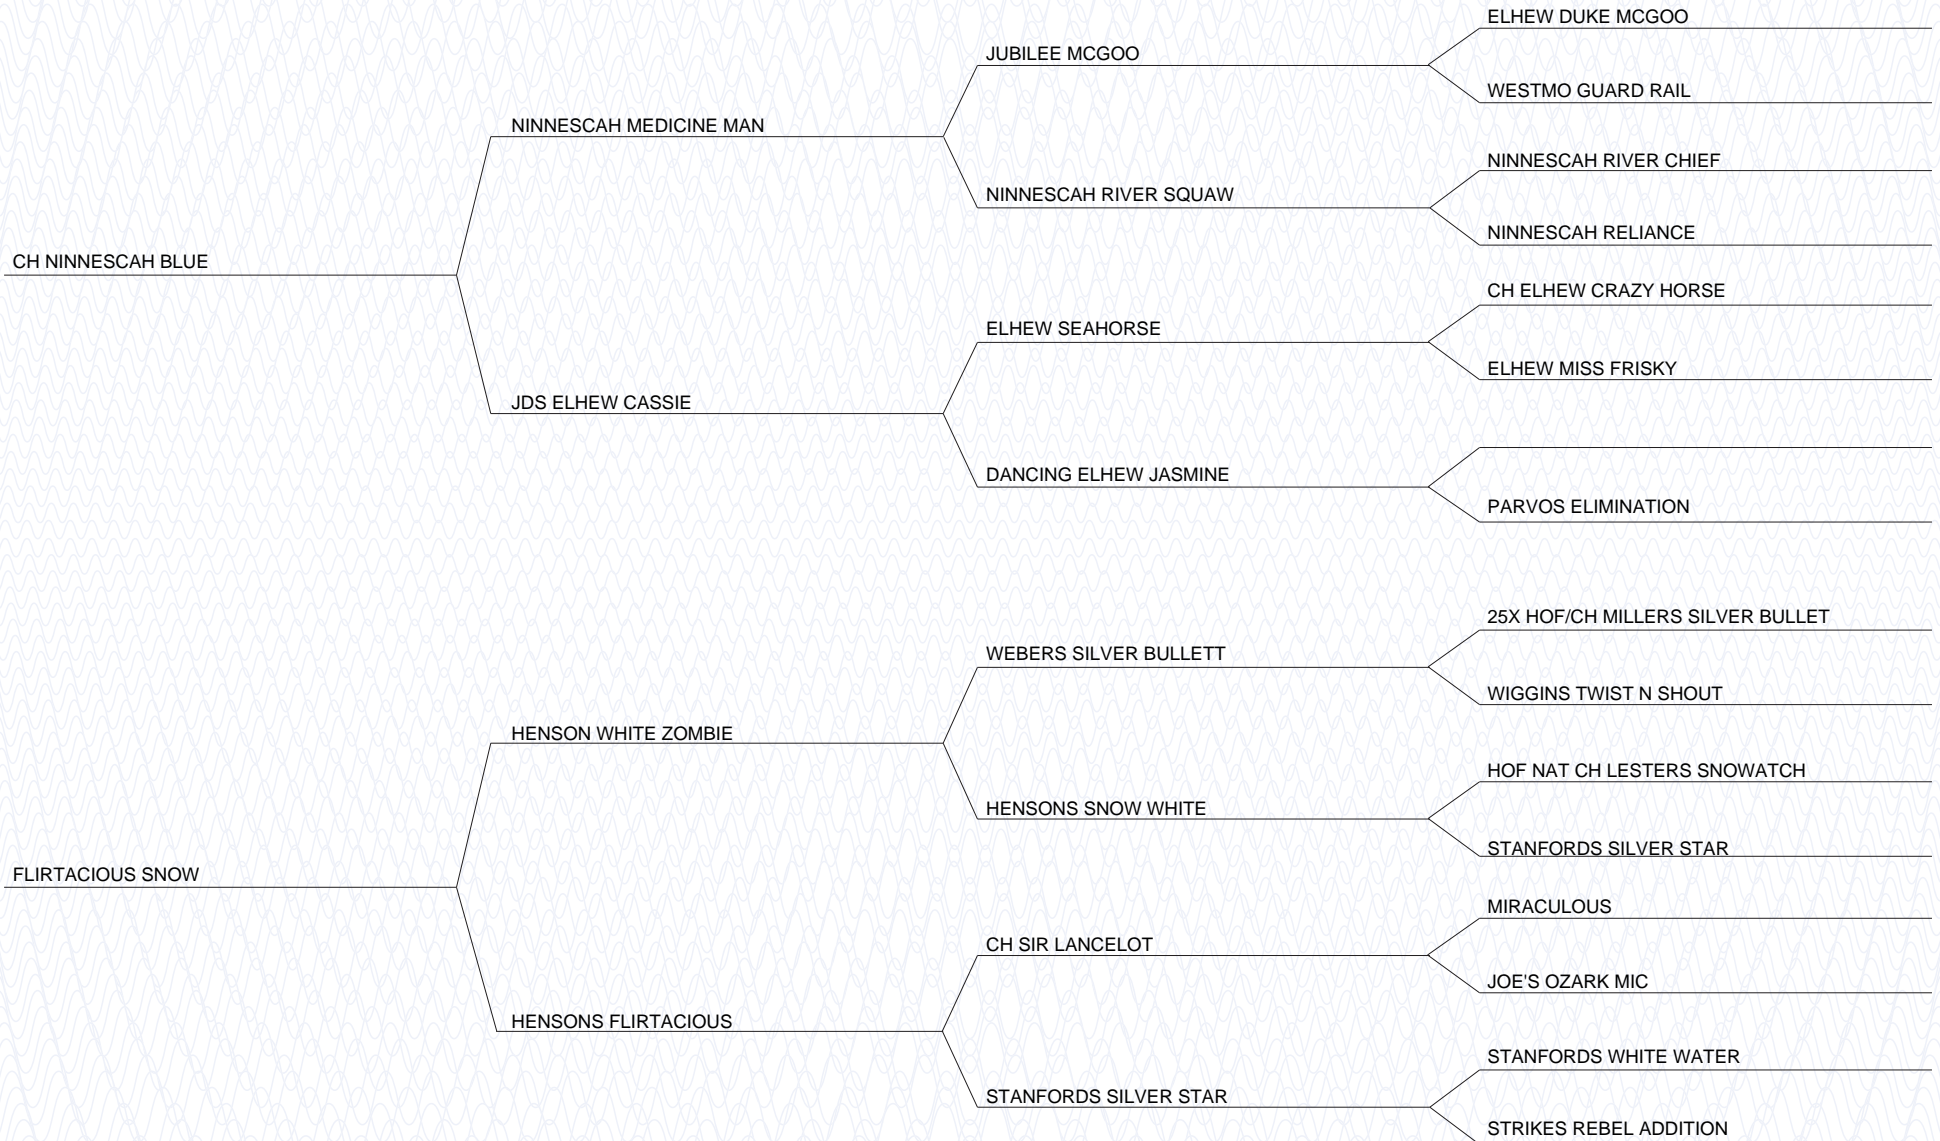 ELHEW DUKE MCGOO
JUBILEE MCGOO
WESTMO GUARD RAIL
NINNESCAH MEDICINE MAN
NINNESCAH RIVER CHIEF
NINNESCAH RIVER SQUAW
NINNESCAH RELIANCE
CH NINNESCAH BLUE
CH ELHEW CRAZY HORSE
ELHEW SEAHORSE
ELHEW MISS FRISKY
JDS ELHEW CASSIE
DANCING ELHEW JASMINE
PARVOS ELIMINATION
25X HOF/CH MILLERS SILVER BULLET
WEBERS SILVER BULLETT
WIGGINS TWIST N SHOUT
HENSON WHITE ZOMBIE
HOF NAT CH LESTERS SNOWATCH
HENSONS SNOW WHITE
STANFORDS SILVER STAR
FLIRTACIOUS SNOW
MIRACULOUS
CH SIR LANCELOT
JOE'S OZARK MIC
HENSONS FLIRTACIOUS
STANFORDS WHITE WATER
STANFORDS SILVER STAR
STRIKES REBEL ADDITION